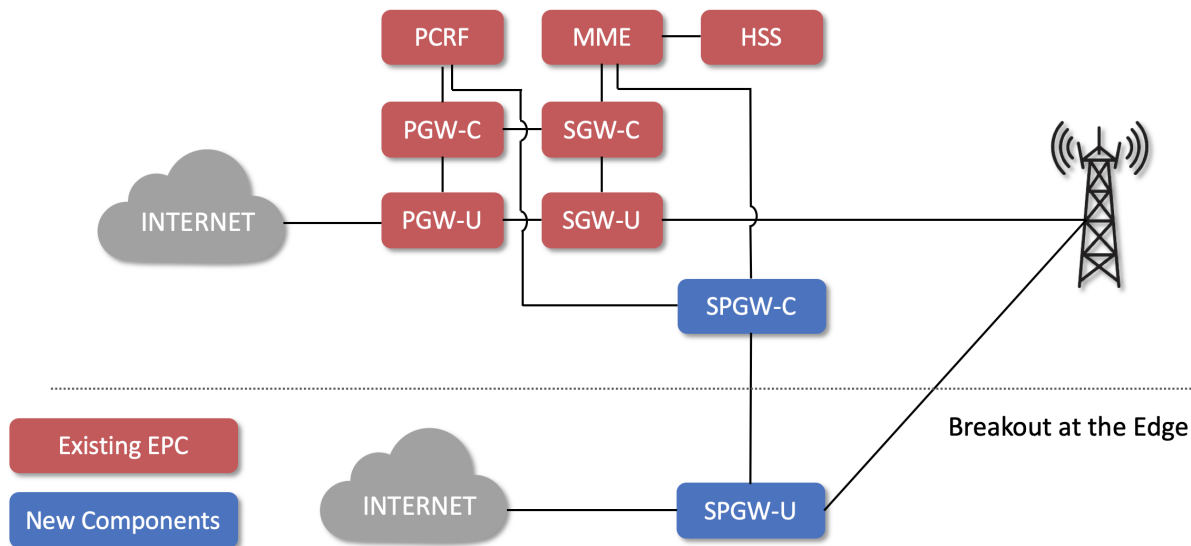 PCRF
MME
HSS
PGW-C
SGW-C
INTERNET
PGW-U
SGW-U
SPGW-C
Breakout at the Edge
Existing EPC
INTERNET
SPGW-U
New Components